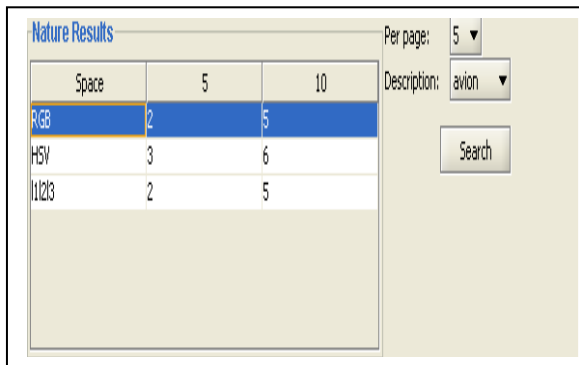 Nature Results
Per page: 5
Description: avion
Search
Space 5 10
RGB 2 5
HSV 3 6
I1I2I3 2 5